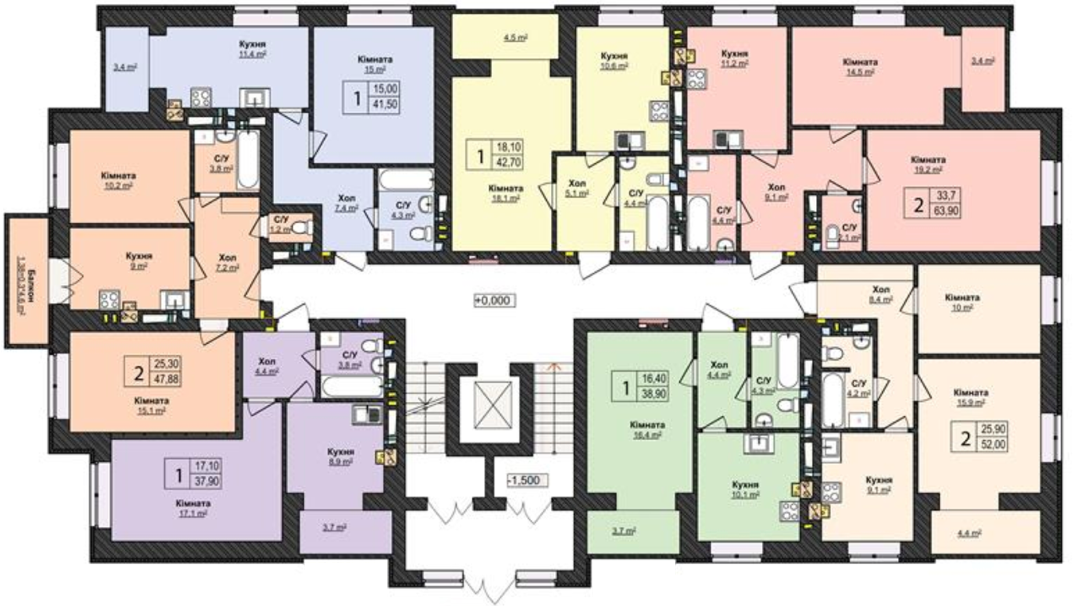 3,4 m²
Кухня
11,4 m²
Кімната
15 m²
1
15,00
41,50
4,5 m²
Кухня
10,6 m²
Кухня
11,2 m²
Кімната
14,5 m²
3,4 m²
С/У
3,8 m²
Кімната
10,2 m²
1
18,10
42,70
Кімната
18,1 m²
Хол
5,1 m²
С/У
4,4 m²
С/У
4,4 m²
Хол
9,1 m²
Кімната
19,2 m²
2
33,7
63,90
С/У
2,1 m²
Хол
7,4 m²
С/У
4,3 m²
С/У
1,2 m²
Балкон
Кухня
9 m²
Хол
7,2 m²
+0,000
Хол
8,4 m²
Кімната
10 m²
2
25,30
47,88
Кімната
15,1 m²
Хол
4,4 m²
С/У
3,8 m²
1
16,40
38,90
Кімната
16,4 m²
Хол
4,4 m²
С/У
4,3 m²
С/У
4,2 m²
Кімната
15,9 m²
2
25,90
52,00
1
17,10
37,90
Кімната
17,1 m²
Кухня
8,9 m²
3,7 m²
-1,500
Кухня
10,1 m²
3,7 m²
Кухня
9,1 m²
4,4 m²